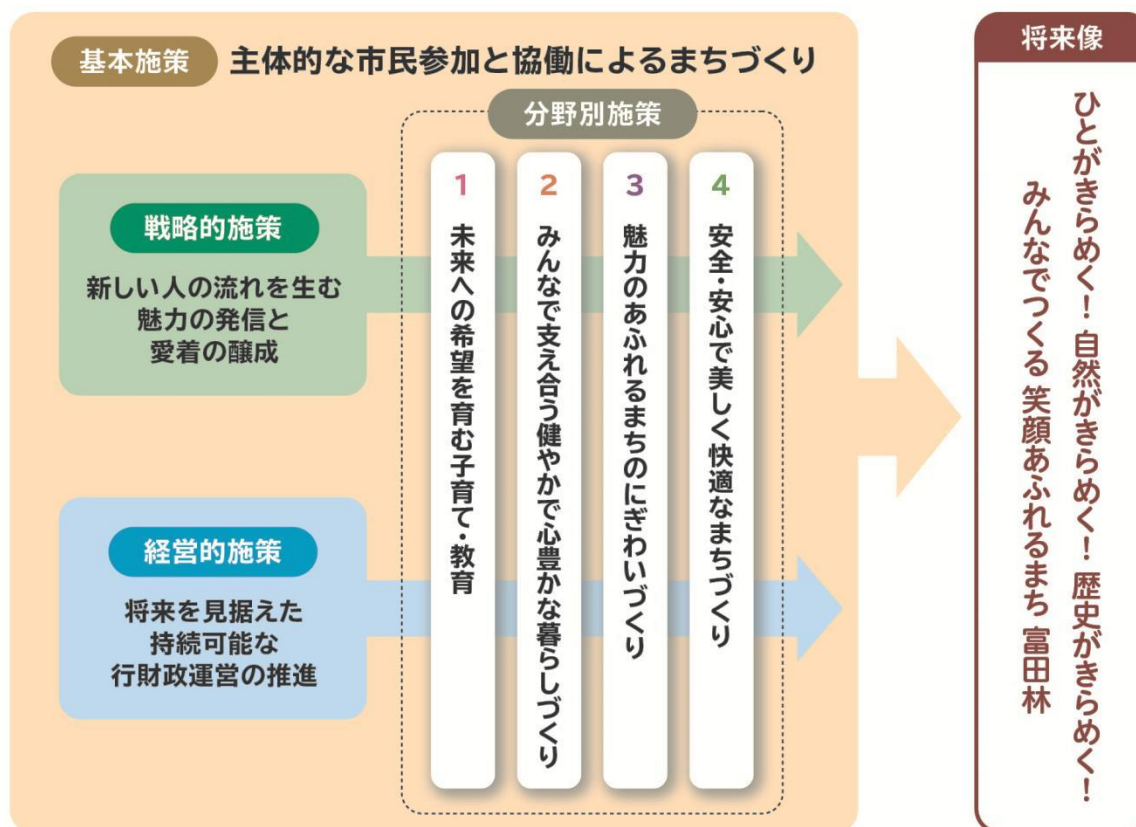 基本施策 主体的な市民参加と協働によるまちづくり
分野別施策
戦略的施策
新しい人の流れを生む
魅力の発信と
愛着の醸成
経営的施策
将来を見据えた
持続可能な
行財政運営の推進
1 未来への希望を育む子育て・教育
2 みんなで支え合う健やかで心豊かな暮らしづくり
3 魅力のあふれるまちのにぎわいづくり
4 安全・安心で美しく快適なまちづくり
将来像
ひとがきらめく！ 自然がきらめく！ 歴史がきらめく！
みんなでつくる 笑顔あふれるまち 富田林